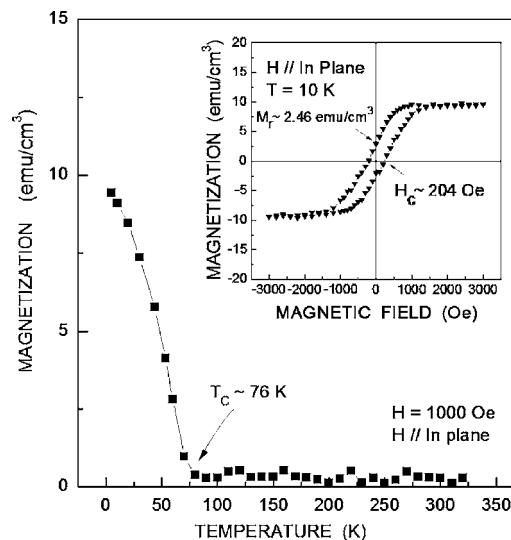 15
10
5
0
MAGNETIZATION (emu/cm³)
0 50 100 150 200 250 300 350
TEMPERATURE (K)
T_C ~ 76 K
H = 1000 Oe
H // In plane
20
15
10
5
0
-5
-10
-15
-20
MAGNETIZATION (emu/cm³)
H // In Plane
T = 10 K
M_r ~ 2.46 emu/cm³
H_C ~ 204 Oe
-3000 -2000 -1000 0 1000 2000 3000
MAGNETIC FIELD (Oe)